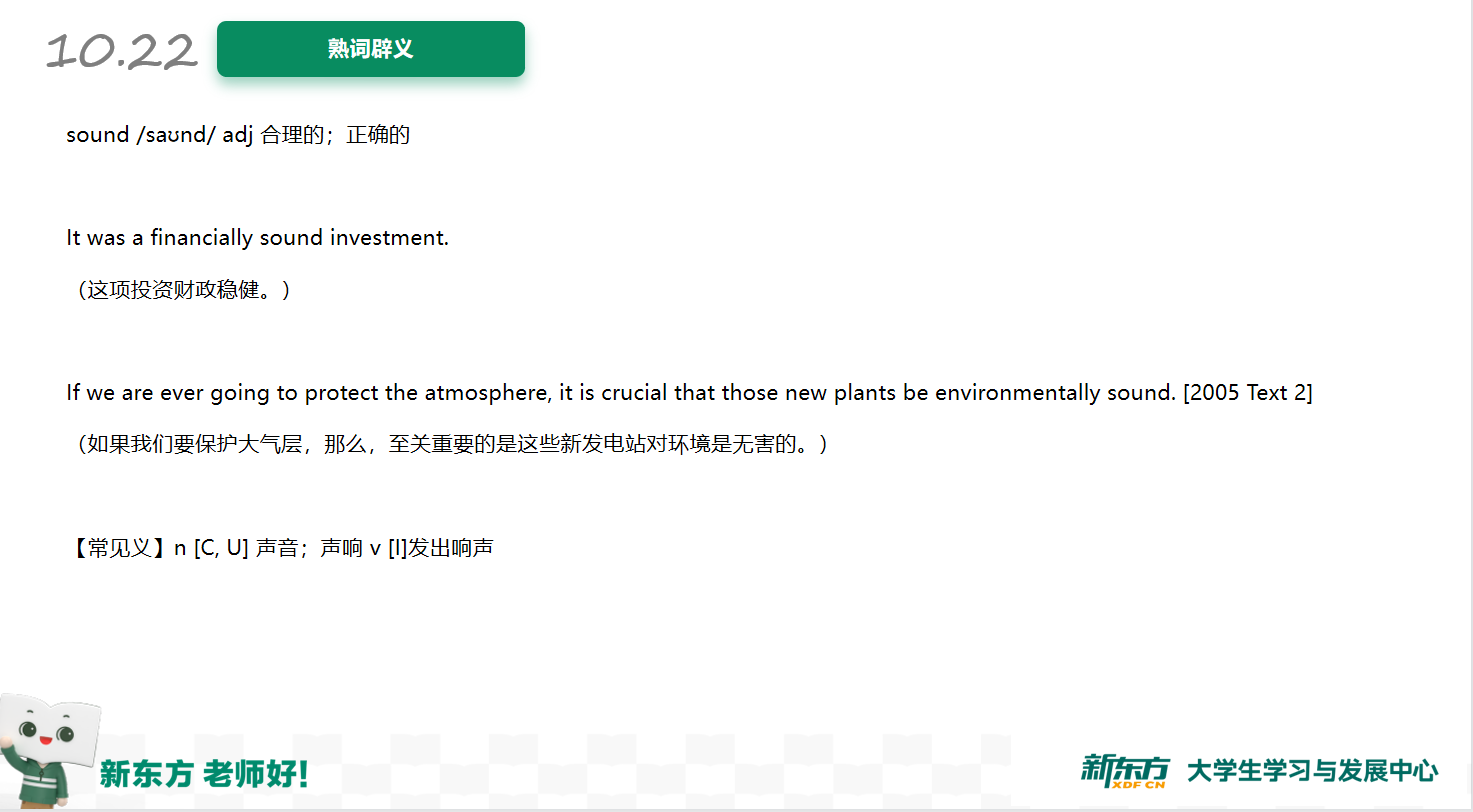 10.22 熟词辟义
sound /saʊnd/ adj 合理的；正确的
It was a financially sound investment.
（这项投资财政稳健。）
If we are ever going to protect the atmosphere, it is crucial that those new plants be environmentally sound. [2005 Text 2]
（如果我们要保护大气层，那么，至关重要的是这些新发电站对环境是无害的。）
【常见义】n [C, U] 声音；声响 v [I]发出响声
新东方 老师好!
新东方 XDF.CN 大学生学习与发展中心